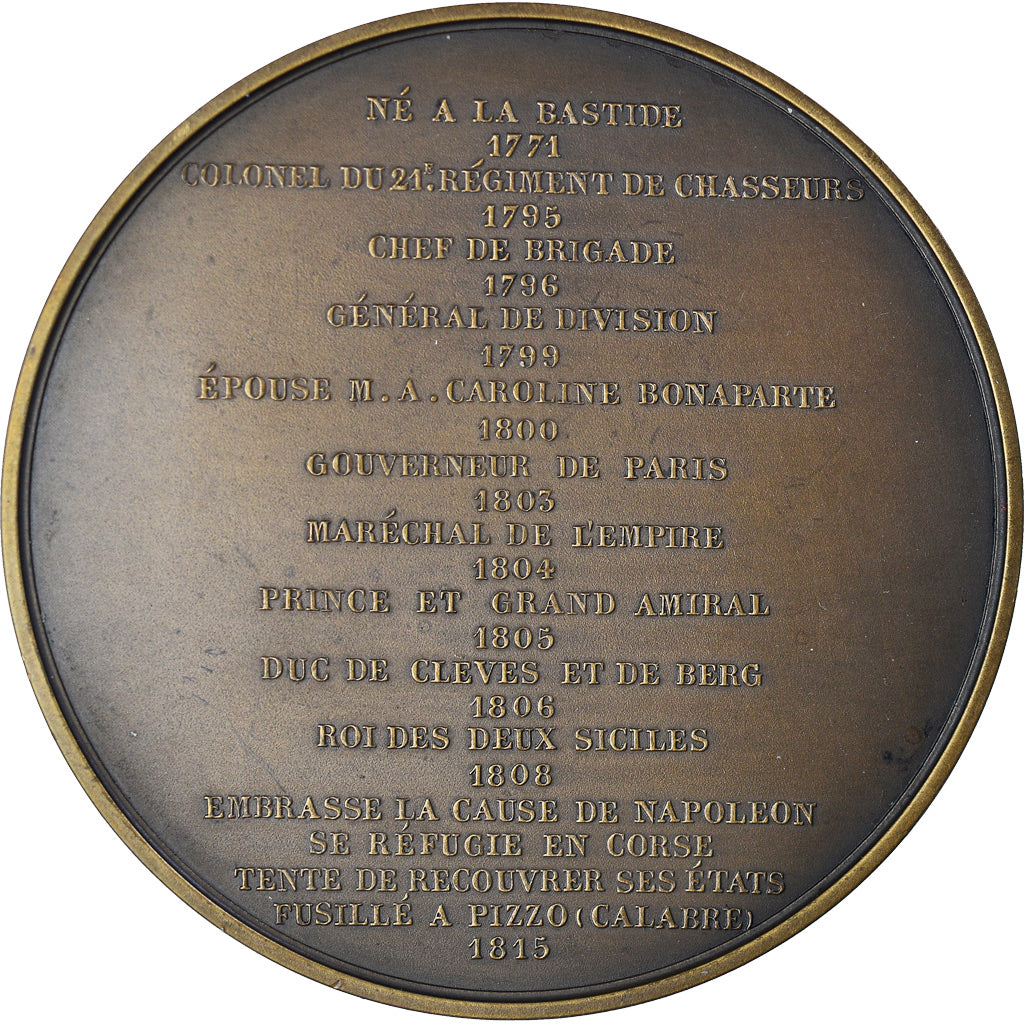 NÉ A LA BASTIDE
1771
COLONEL DU 21E. RÉGIMENT DE CHASSEURS
1795
CHEF DE BRIGADE
1796
GÉNÉRAL DE DIVISION
1799
ÉPOUSE M. A. CAROLINE BONAPARTE
1800
GOUVERNEUR DE PARIS
1803
MARÉCHAL DE L'EMPIRE
1804
PRINCE ET GRAND AMIRAL
1805
DUC DE CLEVES ET DE BERG
1806
ROI DES DEUX SICILES
1808
EMBRASSE LA CAUSE DE NAPOLEON
SE RÉFUGIE EN CORSE
TENTE DE RECOUVRER SES ÉTATS
FUSILLÉ A PIZZO (CALABRE)
1815